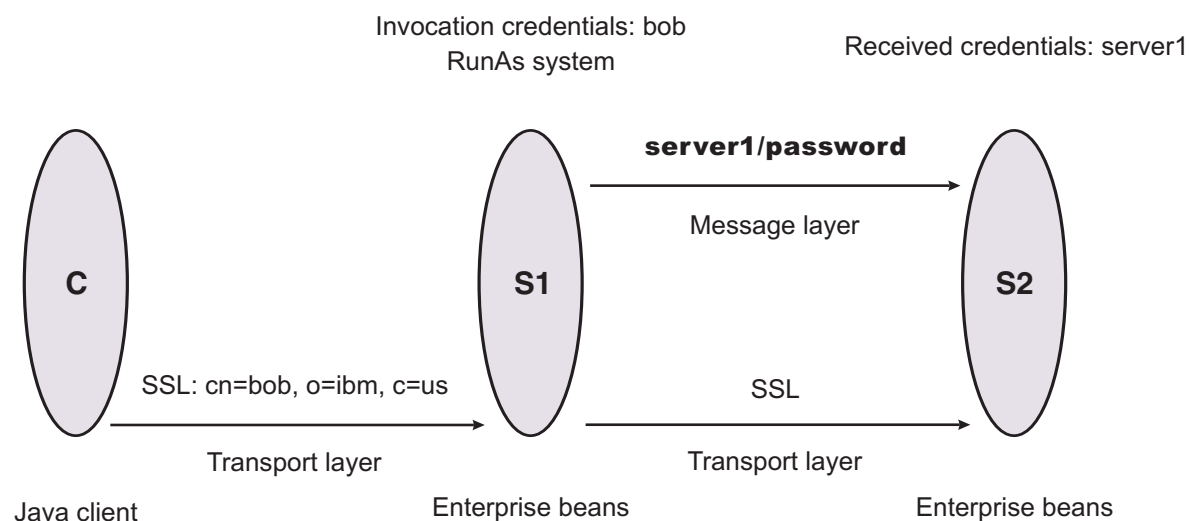 Invocation credentials: bob
RunAs system
Received credentials: server1
server1/password
Message layer
C
S1
S2
SSL: cn=bob, o=ibm, c=us
SSL
Transport layer
Transport layer
Java client
Enterprise beans
Enterprise beans